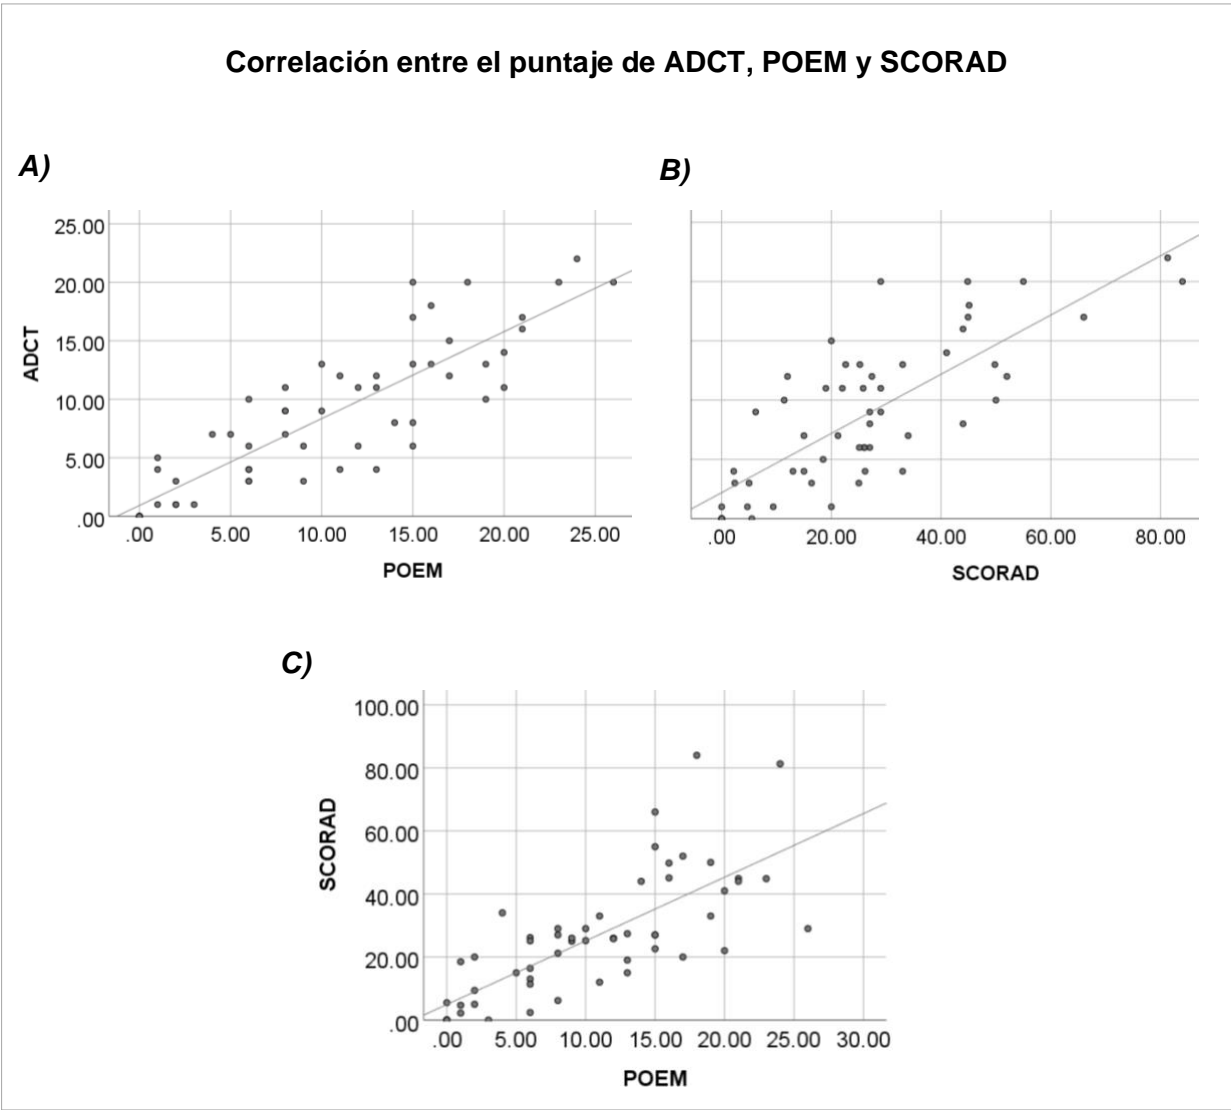 Correlación entre el puntaje de ADCT, POEM y SCORAD
A)
25.00
20.00
15.00
10.00
5.00
.00
ADCT
.00 5.00 10.00 15.00 20.00 25.00
POEM
B)
.00 20.00 40.00 60.00 80.00
SCORAD
C)
100.00
80.00
60.00
40.00
20.00
.00
SCORAD
.00 5.00 10.00 15.00 20.00 25.00 30.00
POEM